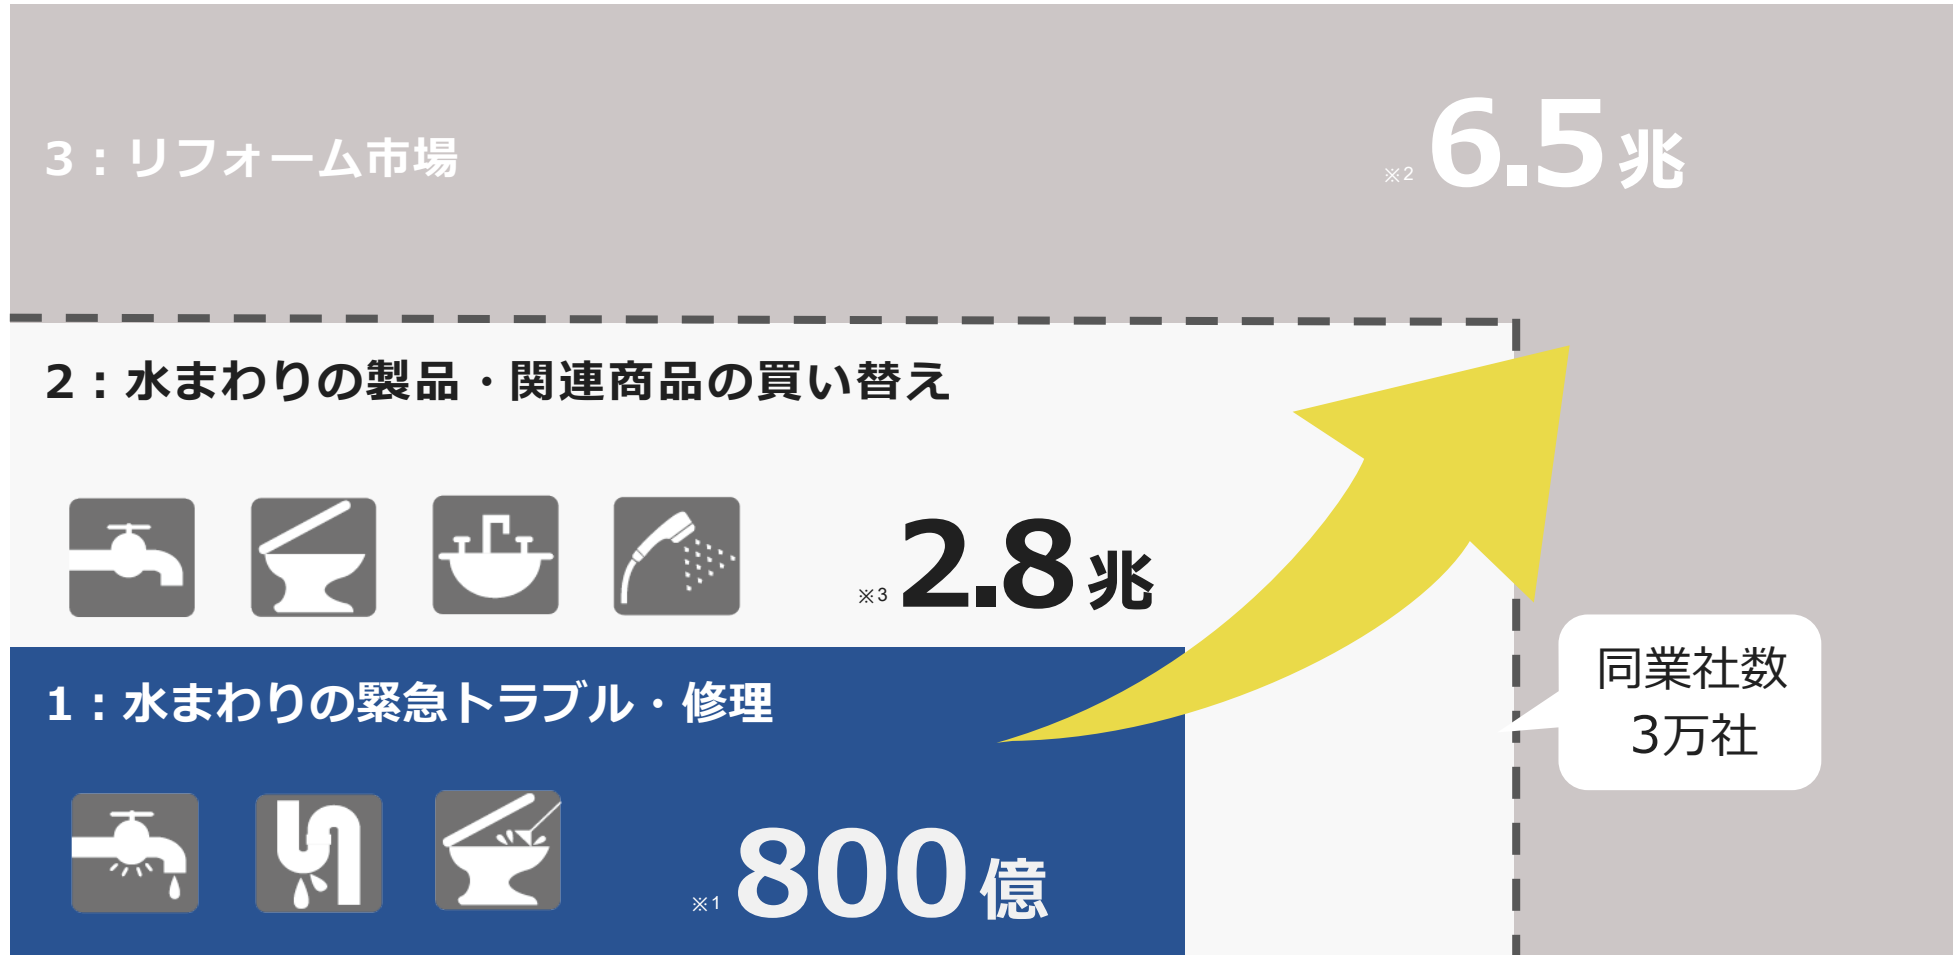 3：リフォーム市場
※2 6.5兆
2：水まわりの製品・関連商品の買い替え
※3 2.8兆
同業社数
3万社
1：水まわりの緊急トラブル・修理
※1 800億